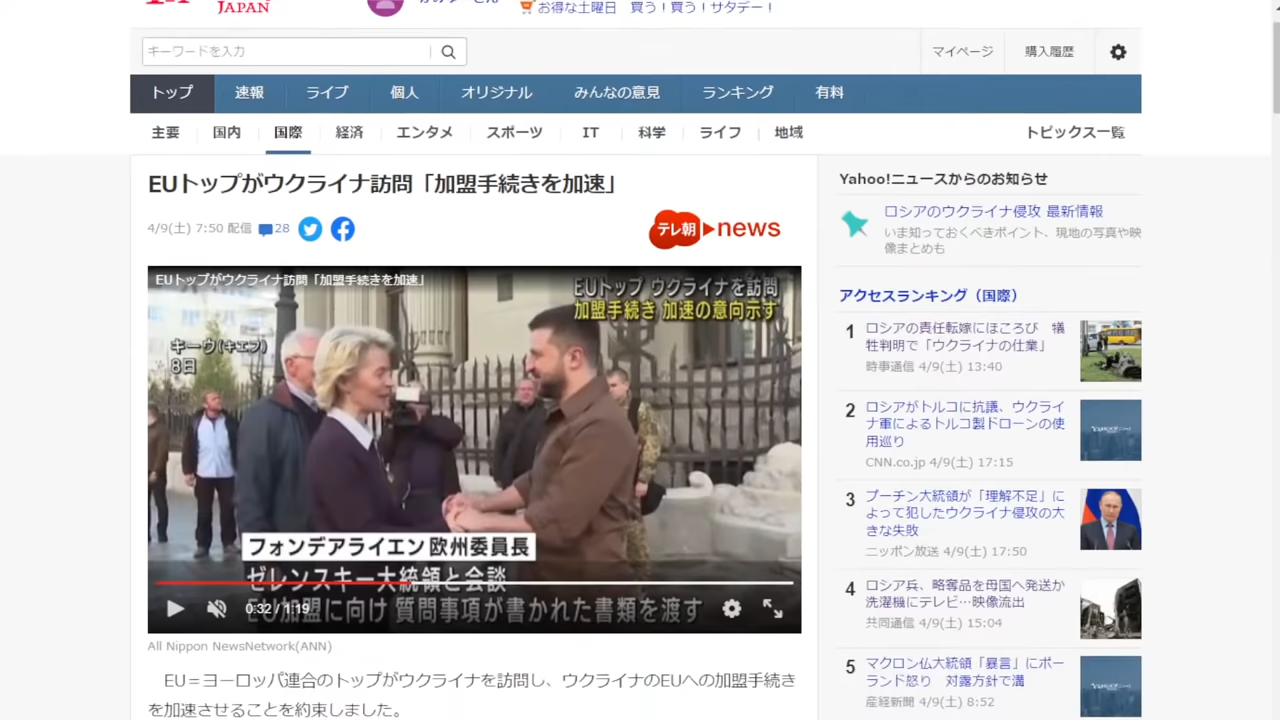 JAPAN
お得な土曜日 買う!買う!サタデー!
キーワードを入力
マイページ
購入履歴
トップ 速報 ライブ 個人 オリジナル みんなの意見 ランキング 有料
主要 国内 国際 経済 エンタメ スポーツ IT 科学 ライフ 地域 トピックス一覧
EUトップがウクライナ訪問「加盟手続きを加速」
4/9(土) 7:50 配信 28
テレ朝 news
EUトップがウクライナ訪問「加盟手続きを加速」
EUトップ ウクライナを訪問
加盟手続き 加速の意向示す
キーウ(キエフ)
8日
フォンデアライエン 欧州委員長
ゼレンスキー大統領と会談
EU加盟に向け 質問事項が書かれた書類を渡す
0:32 / 1:19
All Nippon NewsNetwork(ANN)
EU=ヨーロッパ連合のトップがウクライナを訪問し、ウクライナのEUへの加盟手続き
を加速させることを約束しました。
Yahoo!ニュースからのお知らせ
ロシアのウクライナ侵攻 最新情報
いま知っておくべきポイント、現地の写真や映
像まとめも
アクセスランキング(国際)
1
ロシアの責任転嫁にほころび 犠
牲判明で「ウクライナの仕業」
時事通信 4/9(土) 13:40
2
ロシアがトルコに抗議、ウクライ
ナ軍によるトルコ製ドローンの使
用巡り
CNN.co.jp 4/9(土) 17:15
3
プーチン大統領が「理解不足」に
よって犯したウクライナ侵攻の大
きな失敗
ニッポン放送 4/9(土) 17:50
4
ロシア兵、略奪品を母国へ発送か
洗濯機にテレビ…映像流出
共同通信 4/9(土) 15:04
5
マクロン仏大統領「暴言」にポー
ランド怒り 対露方針で溝
産経新聞 4/9(土) 8:52